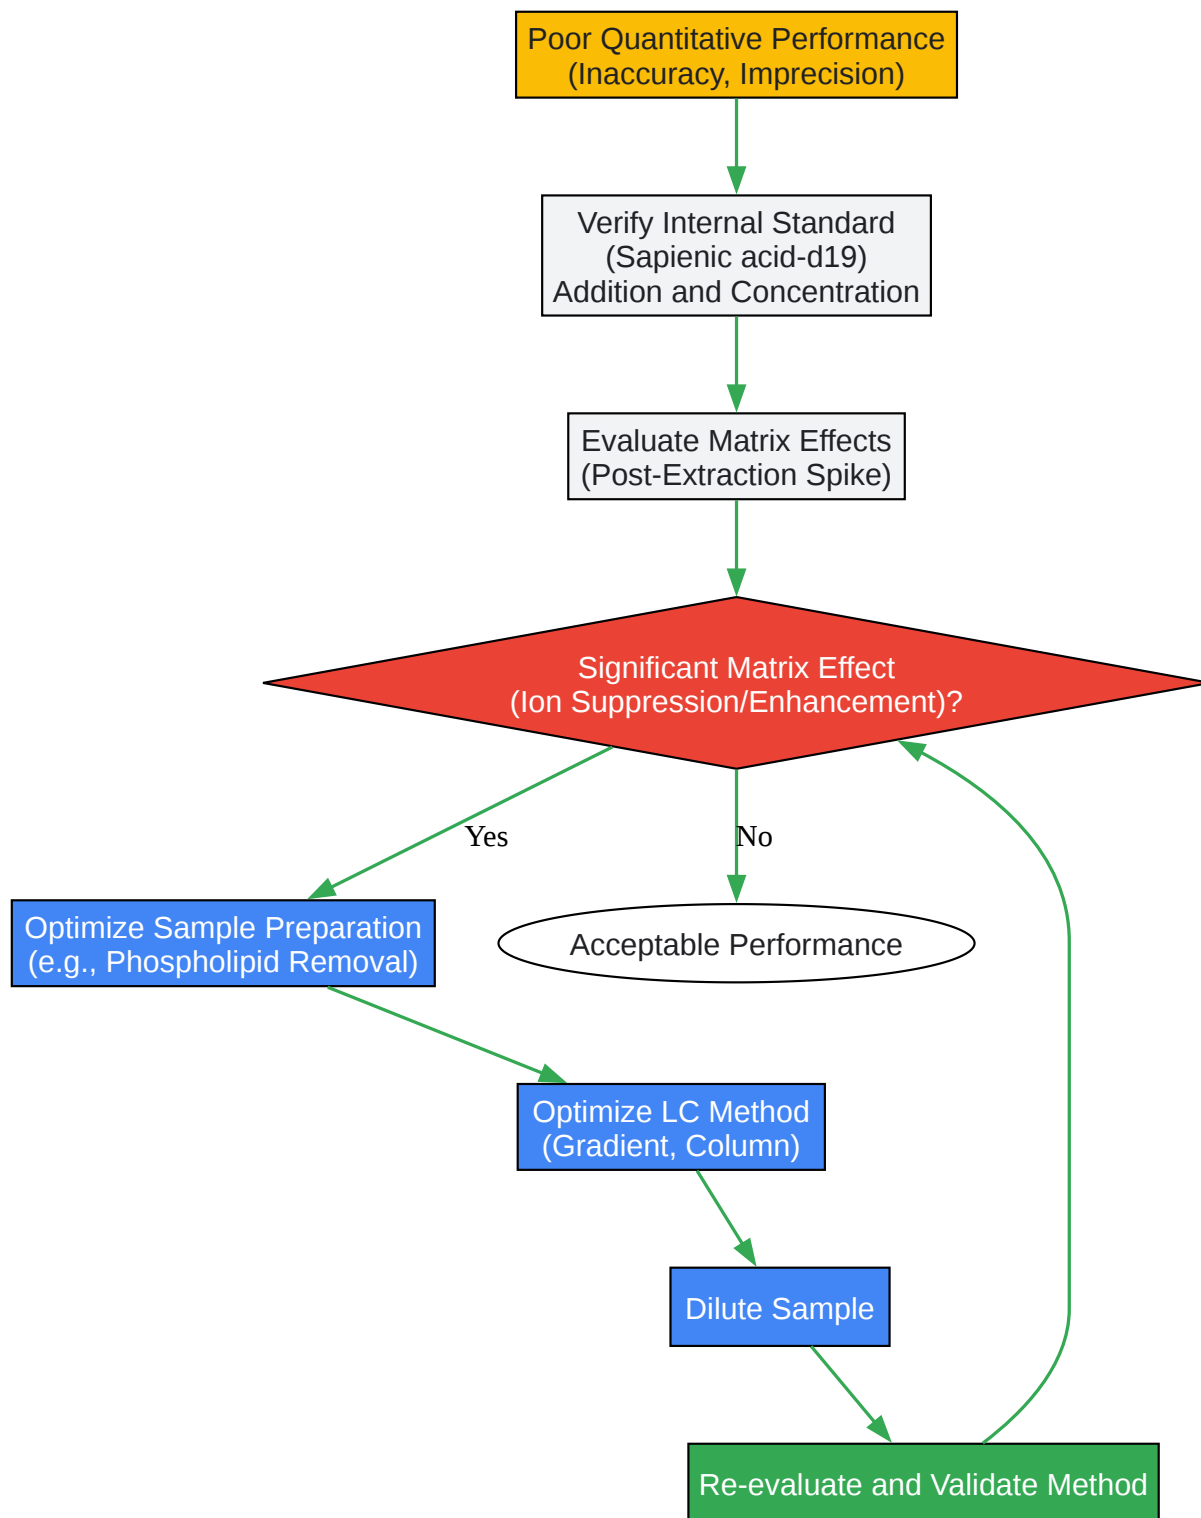 Poor Quantitative Performance
(Inaccuracy, Imprecision)
Verify Internal Standard
(Sapienic acid-d19)
Addition and Concentration
Evaluate Matrix Effects
(Post-Extraction Spike)
Significant Matrix Effect
(Ion Suppression/Enhancement)?
Yes
No
Optimize Sample Preparation
(e.g., Phospholipid Removal)
Acceptable Performance
Optimize LC Method
(Gradient, Column)
Dilute Sample
Re-evaluate and Validate Method